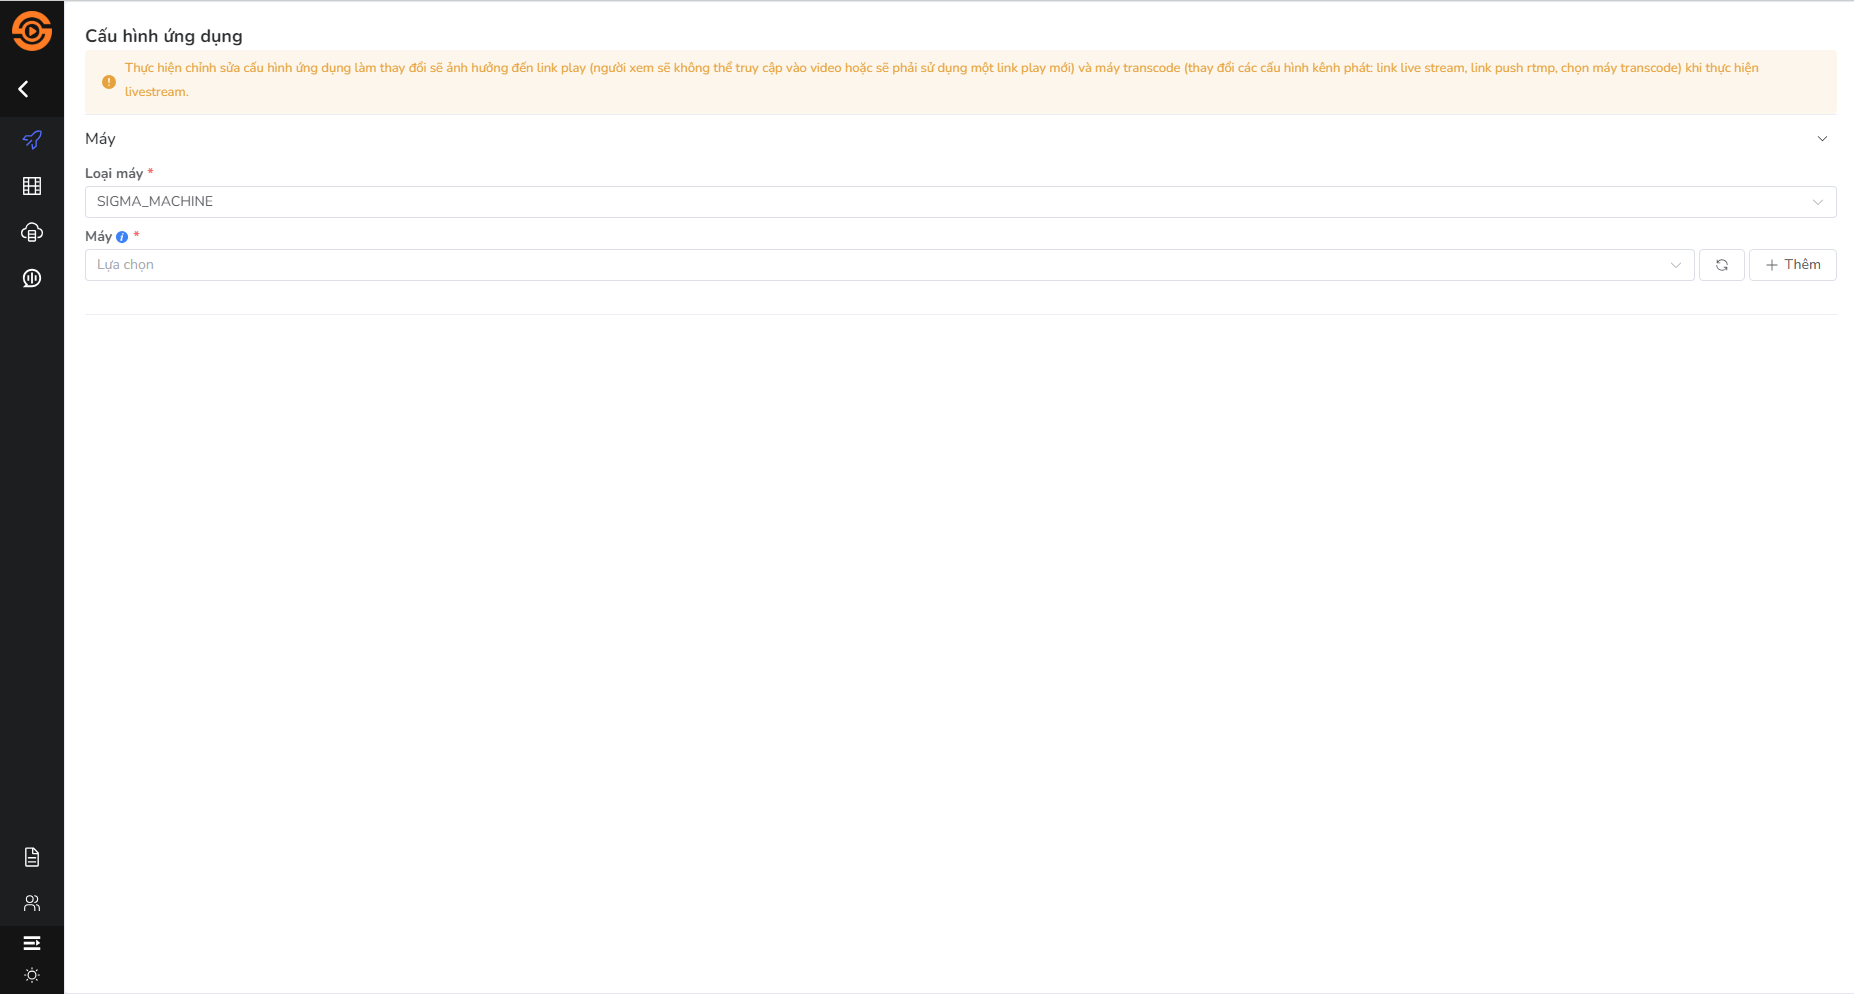 Cấu hình ứng dụng
Thực hiện chỉnh sửa cấu hình ứng dụng làm thay đổi sẽ ảnh hưởng đến link play (người xem sẽ không thể truy cập vào video hoặc sẽ phải sử dụng một link play mới) và máy transcode (thay đổi các cấu hình kênh phát: link live stream, link push rtmp, chọn máy transcode) khi thực hiện
livestream.
Máy
Loại máy *
SIGMA_MACHINE
Máy *
Lựa chọn
Thêm